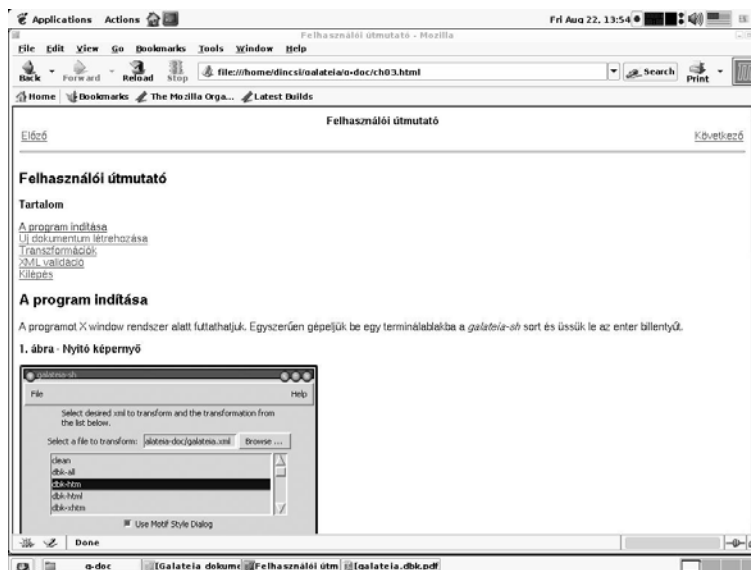 Applications Actions
Fri Aug 22, 13:54
Felhasználói útmutató - Mozilla
File Edit View Go Bookmarks Tools Window Help
Back Forward Reload Stop file:///home/dincsi/galateia/g-doc/ch03.html Search Print
Home Bookmarks The Mozilla Orga... Latest Builds
Felhasználói útmutató
Előző Következő
Felhasználói útmutató
Tartalom
A program indítása
Új dokumentum létrehozása
Transzformációk
XML validáció
Kilépés
A program indítása
A programot X window rendszer alatt futtathatjuk. Egyszerűen gépeljük be egy terminálablakba a galateia-sh sort és üssük le az enter billentyűt.
1. ábra - Nyitó képernyő
galateia-sh
File Help
Select desired xml to transform and the transformation from
the list below.
Select a file to transform: alateia-doc/galateia.xml Browse ...
clean
dbk-all
dbk-htm
dbk-html
dbk-xhtm
Use Motif Style Dialog
Done
g-doc [Galateia dokume Felhasználói útm [galateia.dbk.pdf